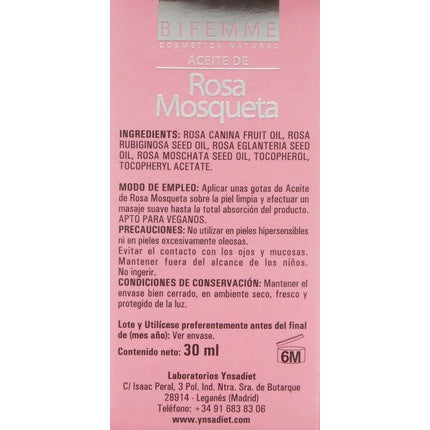 BIFEMME
COSMÉTICA NATURAL
ACEITE DE
Rosa
Mosqueta
INGREDIENTS: ROSA CANINA FRUIT OIL, ROSA
RUBIGINOSA SEED OIL, ROSA EGLANTERIA SEED
OIL, ROSA MOSCHATA SEED OIL, TOCOPHEROL,
TOCOPHERYL ACETATE.
MODO DE EMPLEO: Aplicar unas gotas de Aceite
de Rosa Mosqueta sobre la piel limpia y efectuar un
masaje suave hasta la total absorción del producto.
APTO PARA VEGANOS.
PRECAUCIONES: No utilizar en pieles hipersensibles
ni en pieles excesivamente oleosas.
Evitar el contacto con los ojos y mucosas.
Mantener fuera del alcance de los niños.
No ingerir.
CONDICIONES DE CONSERVACIÓN: Mantener el
envase bien cerrado, en ambiente seco, fresco y
protegido de la luz.
Lote y Utilícese preferentemente antes del final
de (mes año): Ver envase.
Contenido neto: 30 ml
6M
Laboratorios Ynsadiet
C/ Isaac Peral, 3 Pol. Ind. Ntra. Sra. de Butarque
28914 - Leganés (Madrid)
Teléfono: +34 91 683 83 06
www.ynsadiet.com